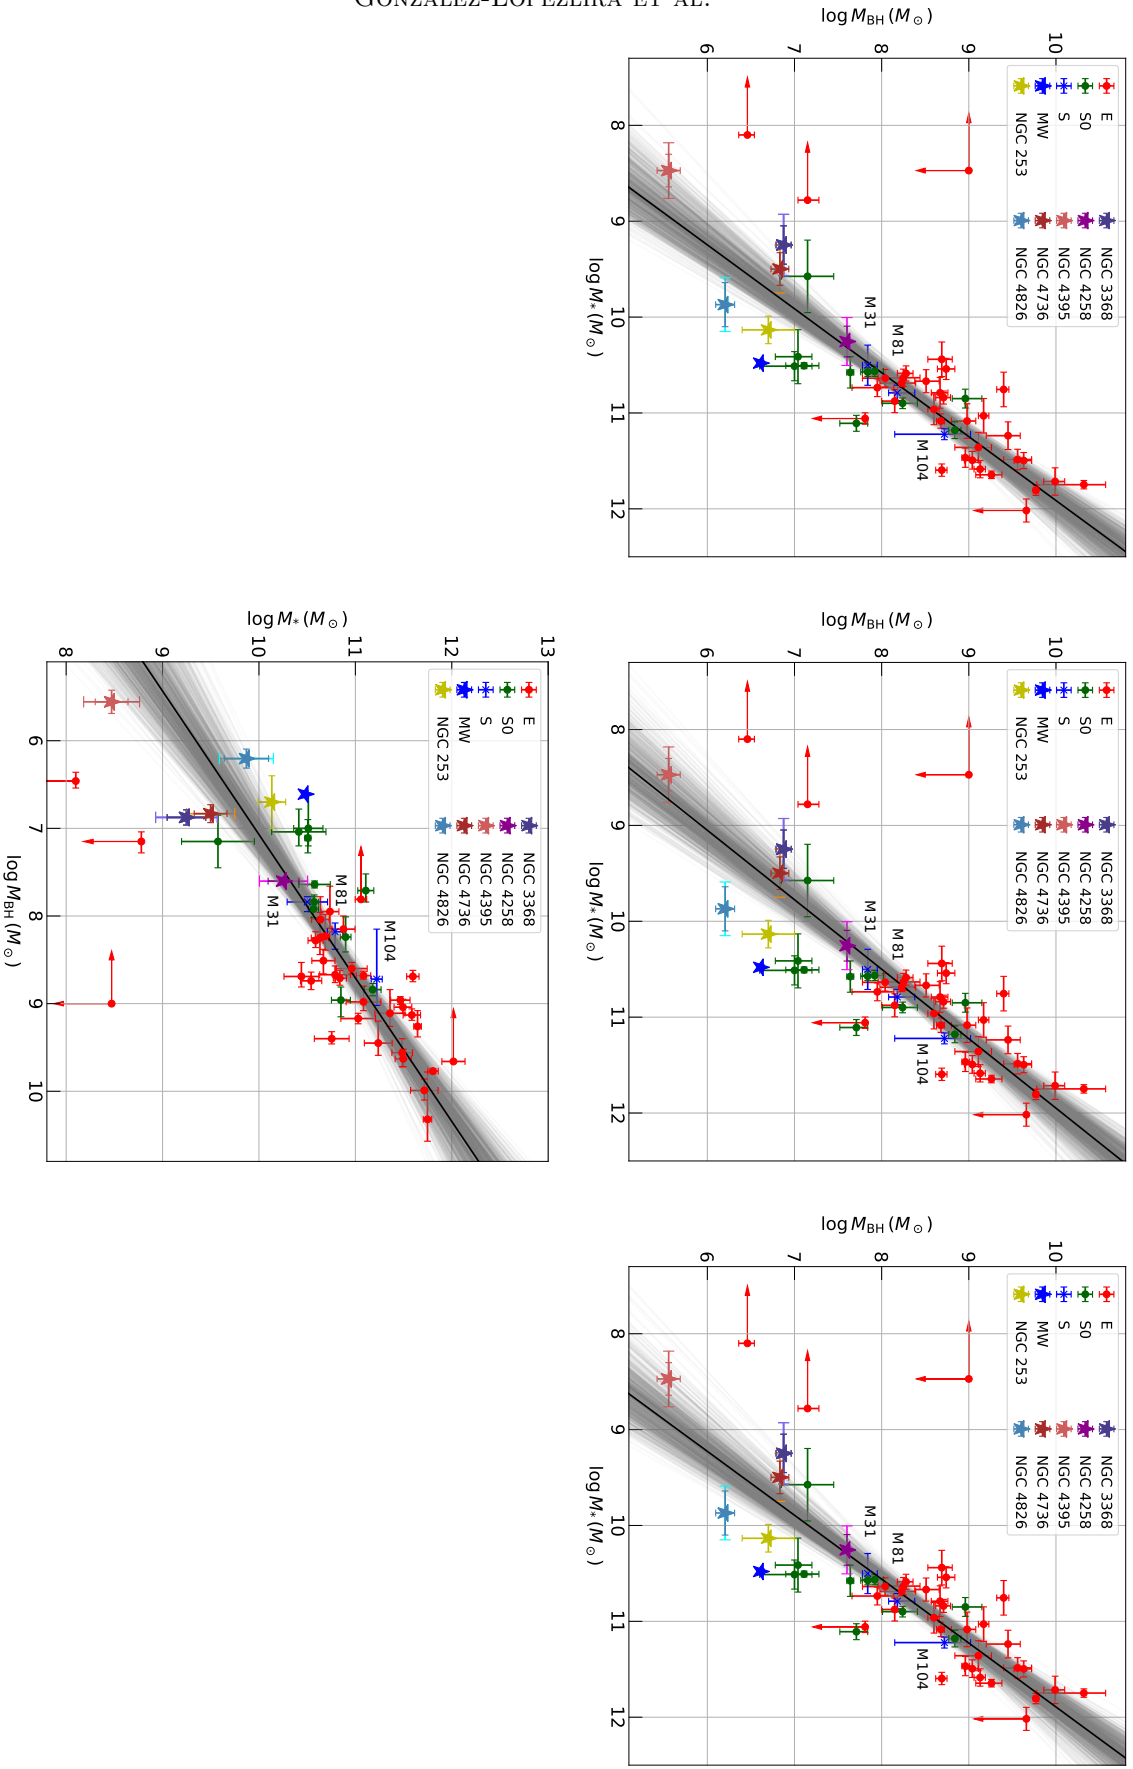 GONZÁLEZ-LÓPEZLIRA ET AL.
log M_BH (M_⊙)
10
9
8
7
6
E
S0
S
MW
NGC 253
NGC 3368
NGC 4258
NGC 4395
NGC 4736
NGC 4826
M 31
M 81
M 104
8
9
10
11
12
log M_* (M_⊙)
log M_BH (M_⊙)
10
9
8
7
6
E
S0
S
MW
NGC 253
NGC 3368
NGC 4258
NGC 4395
NGC 4736
NGC 4826
M 31
M 81
M 104
8
9
10
11
12
log M_* (M_⊙)
log M_BH (M_⊙)
10
9
8
7
6
E
S0
S
MW
NGC 253
NGC 3368
NGC 4258
NGC 4395
NGC 4736
NGC 4826
M 31
M 81
M 104
8
9
10
11
12
log M_* (M_⊙)
log M_* (M_⊙)
13
12
11
10
9
8
E
S0
S
MW
NGC 253
NGC 3368
NGC 4258
NGC 4395
NGC 4736
NGC 4826
M 104
M 81
M 31
6
7
8
9
10
log M_BH (M_⊙)